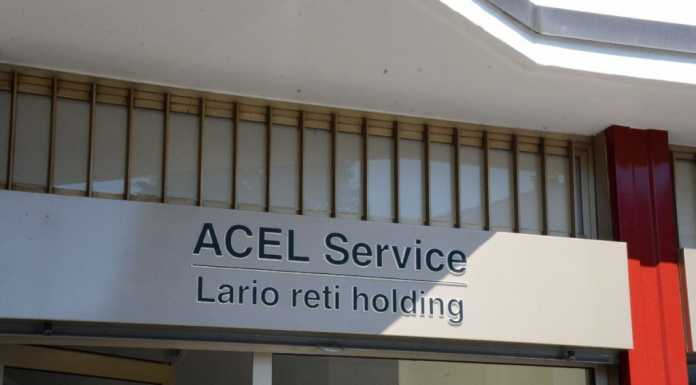 ACEL Service
Lario reti holding